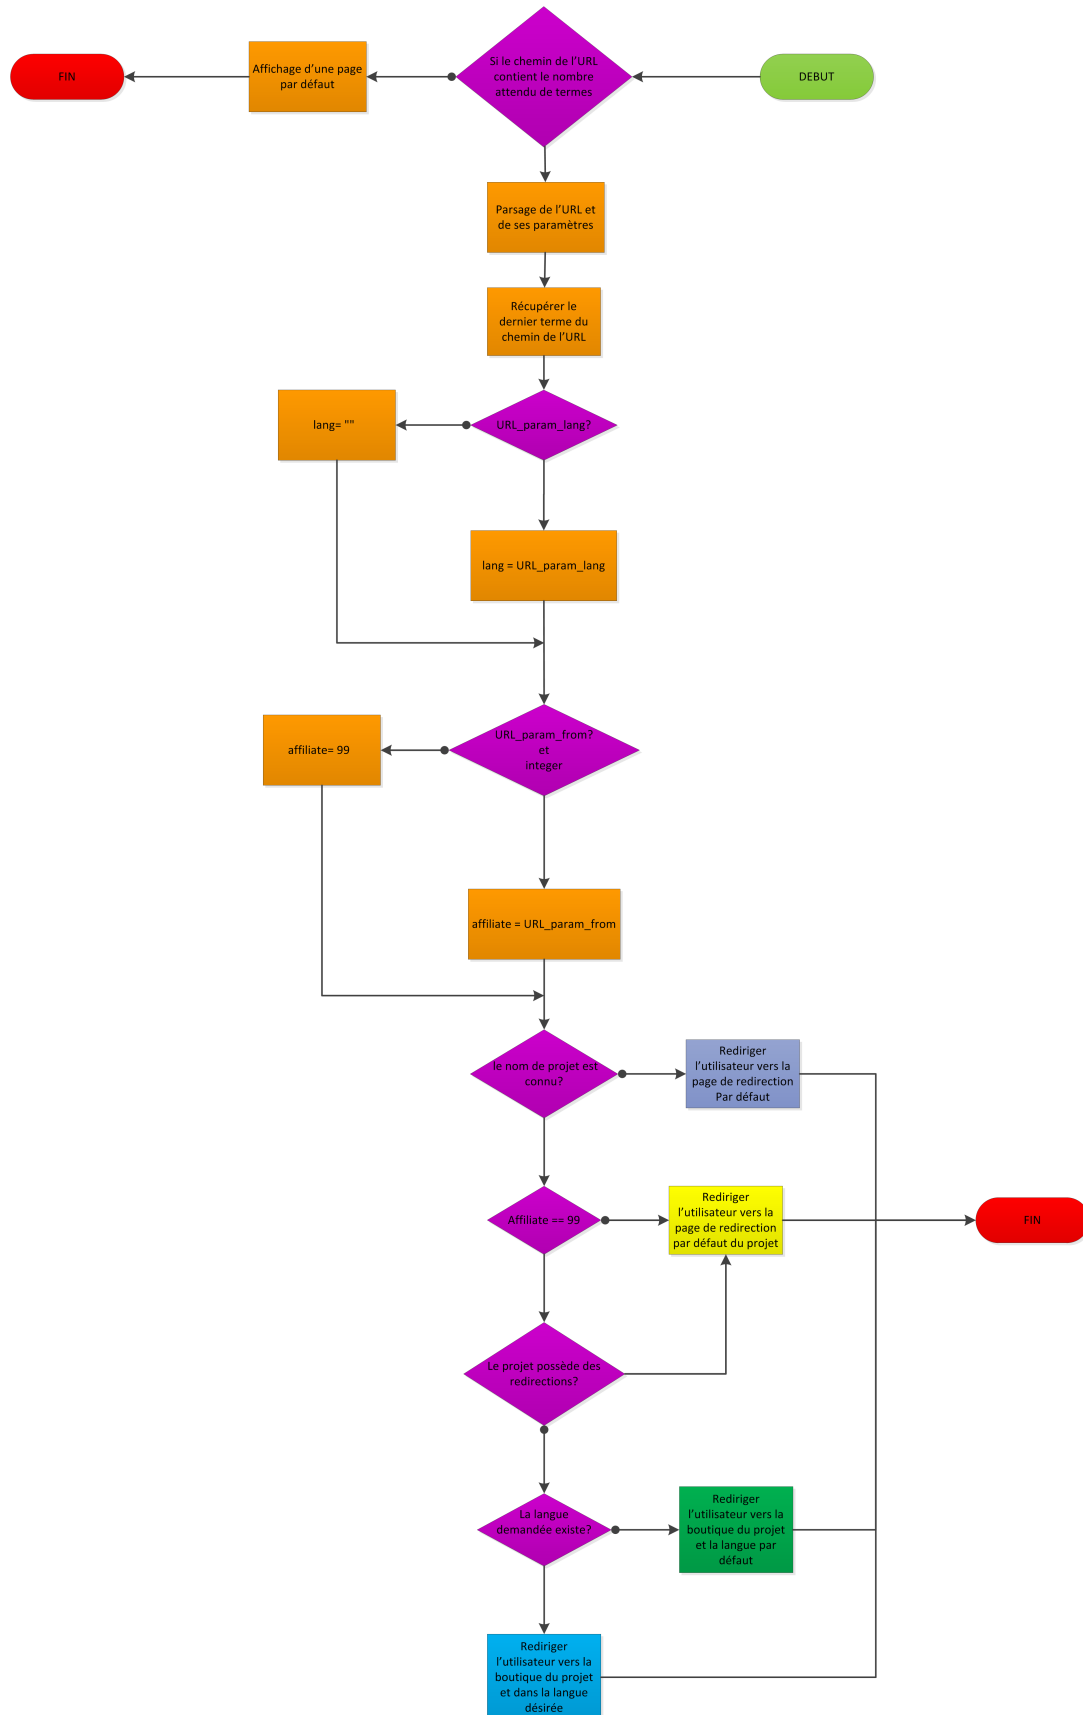 FIN
Affichage d'une page
par défaut
Si le chemin de l'URL
contient le nombre
attendu de termes
DEBUT
Parsage de l'URL et
de ses paramètres
Récupérer le
dernier terme du
chemin de l'URL
lang= ""
URL_param_lang?
lang = URL_param_lang
affiliate= 99
URL_param_from?
et
integer
affiliate = URL_param_from
le nom de projet est
connu?
Rediriger
l'utilisateur vers la
page de redirection
Par défaut
Affiliate == 99
Rediriger
l'utilisateur vers la
page de redirection
par défaut du projet
FIN
Le projet possède des
redirections?
La langue
demandée existe?
Rediriger
l'utilisateur vers la
boutique du projet
et la langue par
défaut
Rediriger
l'utilisateur vers la
boutique du projet
et dans la langue
désirée